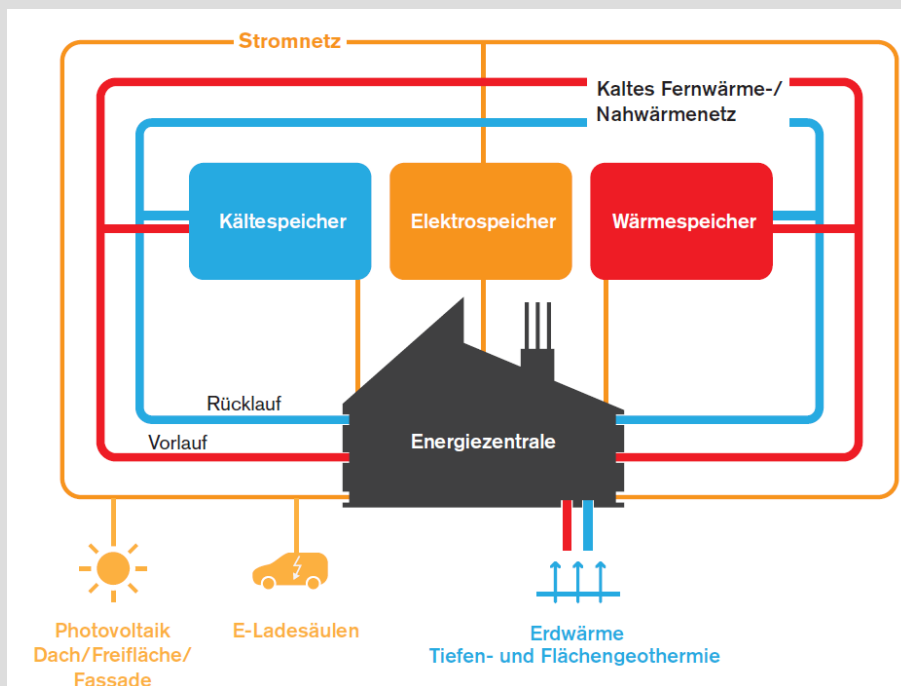 Stromnetz
Kaltes Fernwärme-/
Nahwärmenetz
Kältespeicher
Elektrospeicher
Wärmespeicher
Rücklauf
Vorlauf
Energiezentrale
Photovoltaik
Dach/Freifläche/
Fassade
E-Ladesäulen
Erdwärme
Tiefen- und Flächengeothermie